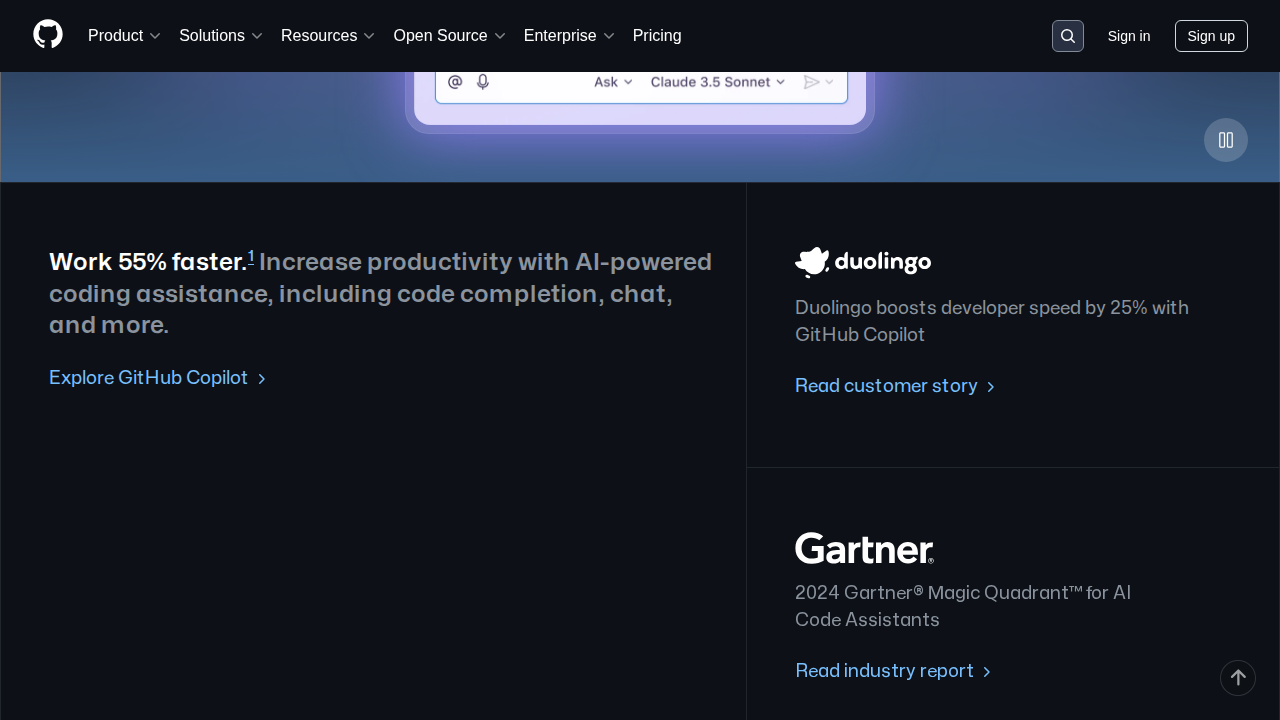 Product
Solutions
Resources
Open Source
Enterprise
Pricing
Sign in
Sign up
Ask
Claude 3.5 Sonnet
Work 55% faster.1 Increase productivity with AI-powered
coding assistance, including code completion, chat,
and more.
Explore GitHub Copilot
duolingo
Duolingo boosts developer speed by 25% with
GitHub Copilot
Read customer story
Gartner®
2024 Gartner® Magic Quadrant™ for AI
Code Assistants
Read industry report